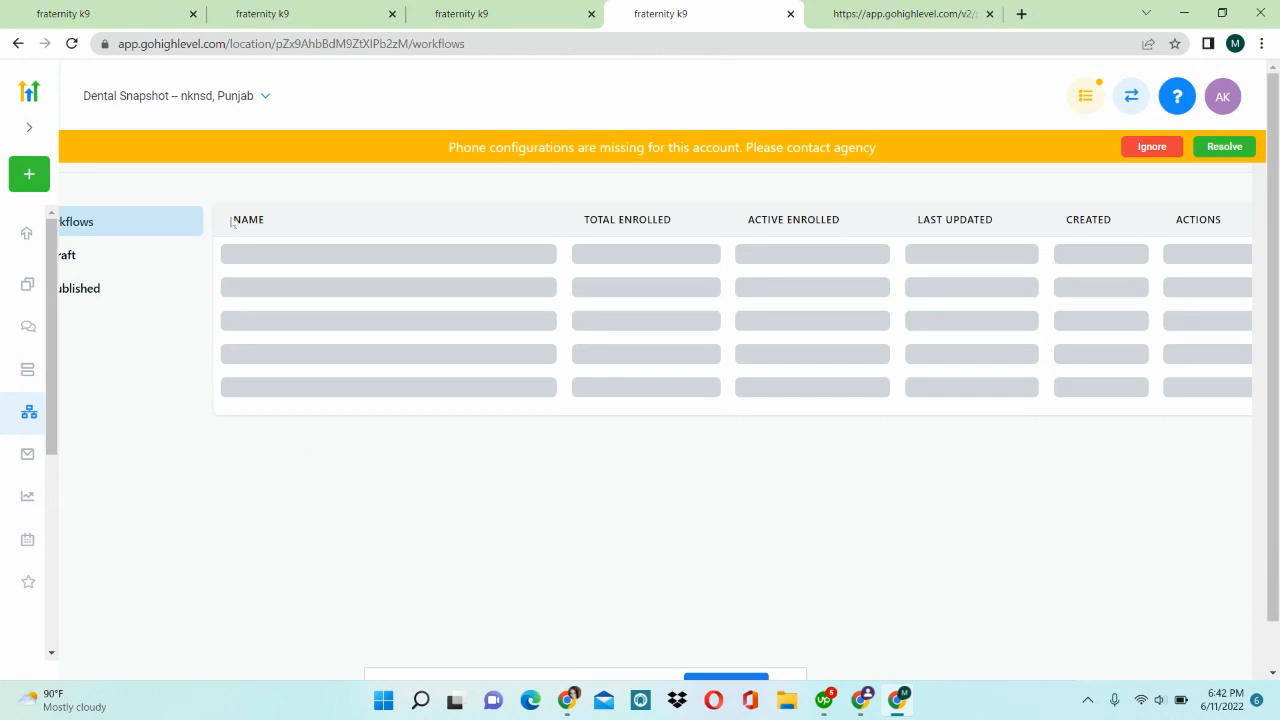 fraternity k9
fraternity k9
fraternity k9
fraternity k9
https://app.gohighlevel.com/v2/
app.gohighlevel.com/location/pZx9AhbBdM9ZtXlPb2zM/workflows
M
Dental Snapshot -- nknsd, Punjab
?
AK
Phone configurations are missing for this account. Please contact agency
Ignore
Resolve
kflows
raft
ublished
NAME
TOTAL ENROLLED
ACTIVE ENROLLED
LAST UPDATED
CREATED
ACTIONS
90°F
Mostly cloudy
up
5
M
6:42 PM
6/11/2022
6